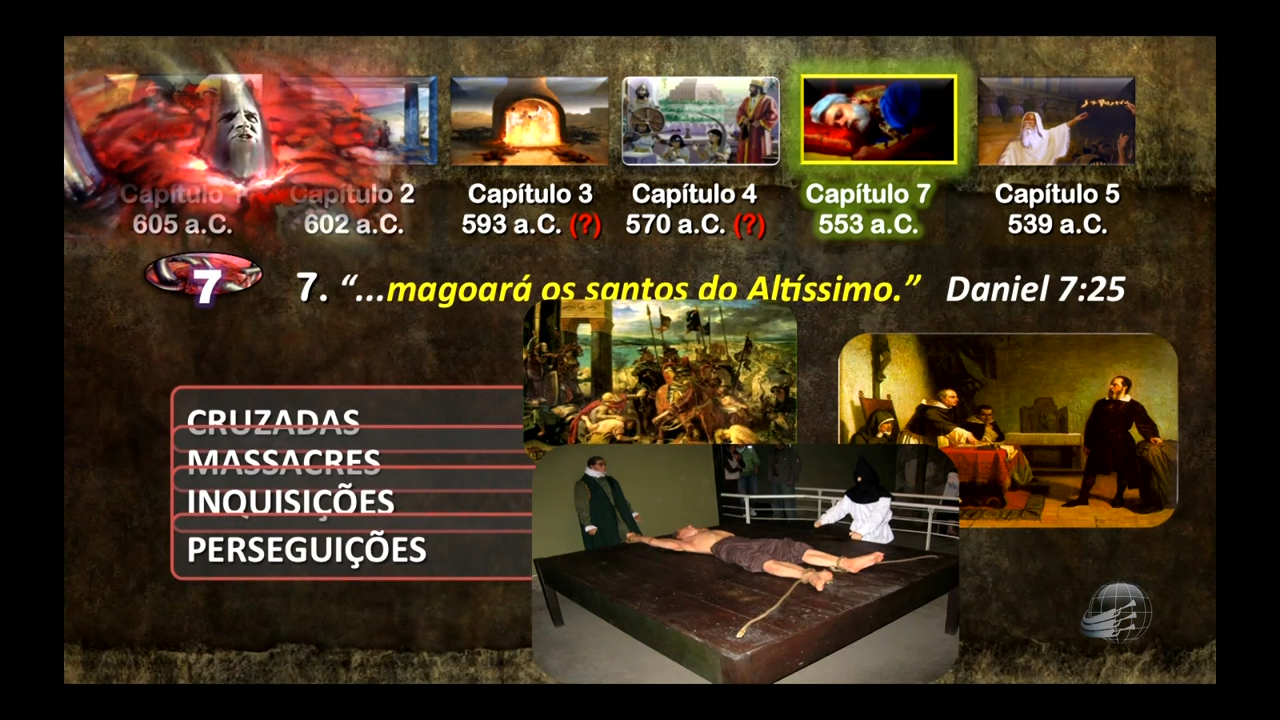 Capítulo 1 Capítulo 2 Capítulo 3 Capítulo 4 Capítulo 7 Capítulo 5
605 a.C. 602 a.C. 593 a.C. (?) 570 a.C. (?) 553 a.C. 539 a.C.
7 7. “...magoará os santos do Altíssimo.” Daniel 7:25
CRUZADAS
MASSACRES
INQUISIÇÕES
PERSEGUIÇÕES